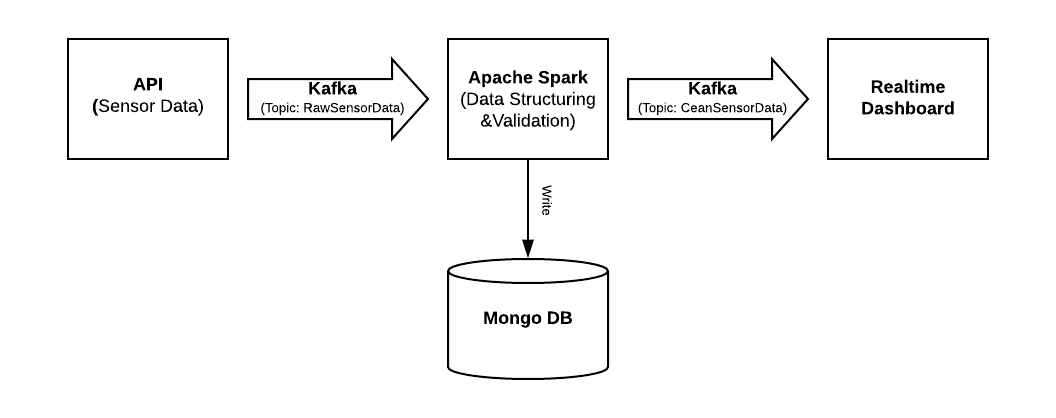 API
(Sensor Data)
Kafka
(Topic: RawSensorData)
Apache Spark
(Data Structuring
&Validation)
Kafka
(Topic: CeanSensorData)
Realtime
Dashboard
Write
Mongo DB